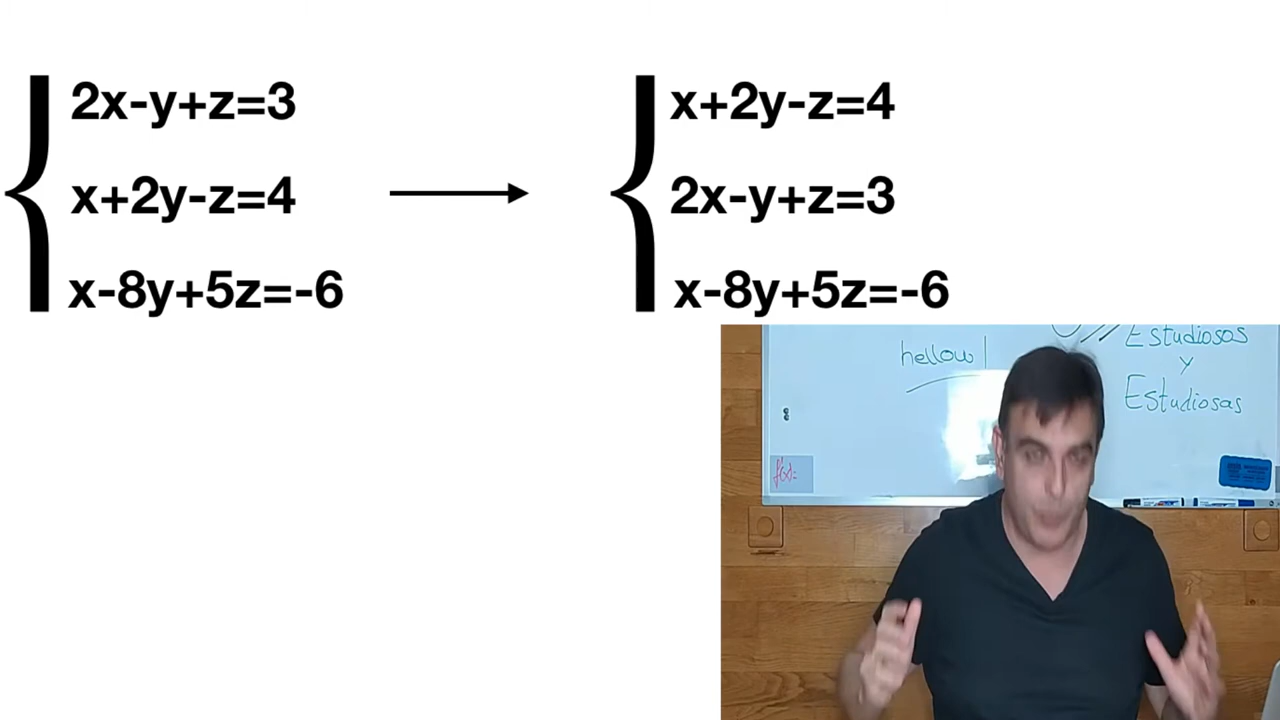 2x-y+z=3
x+2y-z=4
x-8y+5z=-6
x+2y-z=4
2x-y+z=3
x-8y+5z=-6
hellow!
Estudiosos
y
Estudiosas
f'(x)=